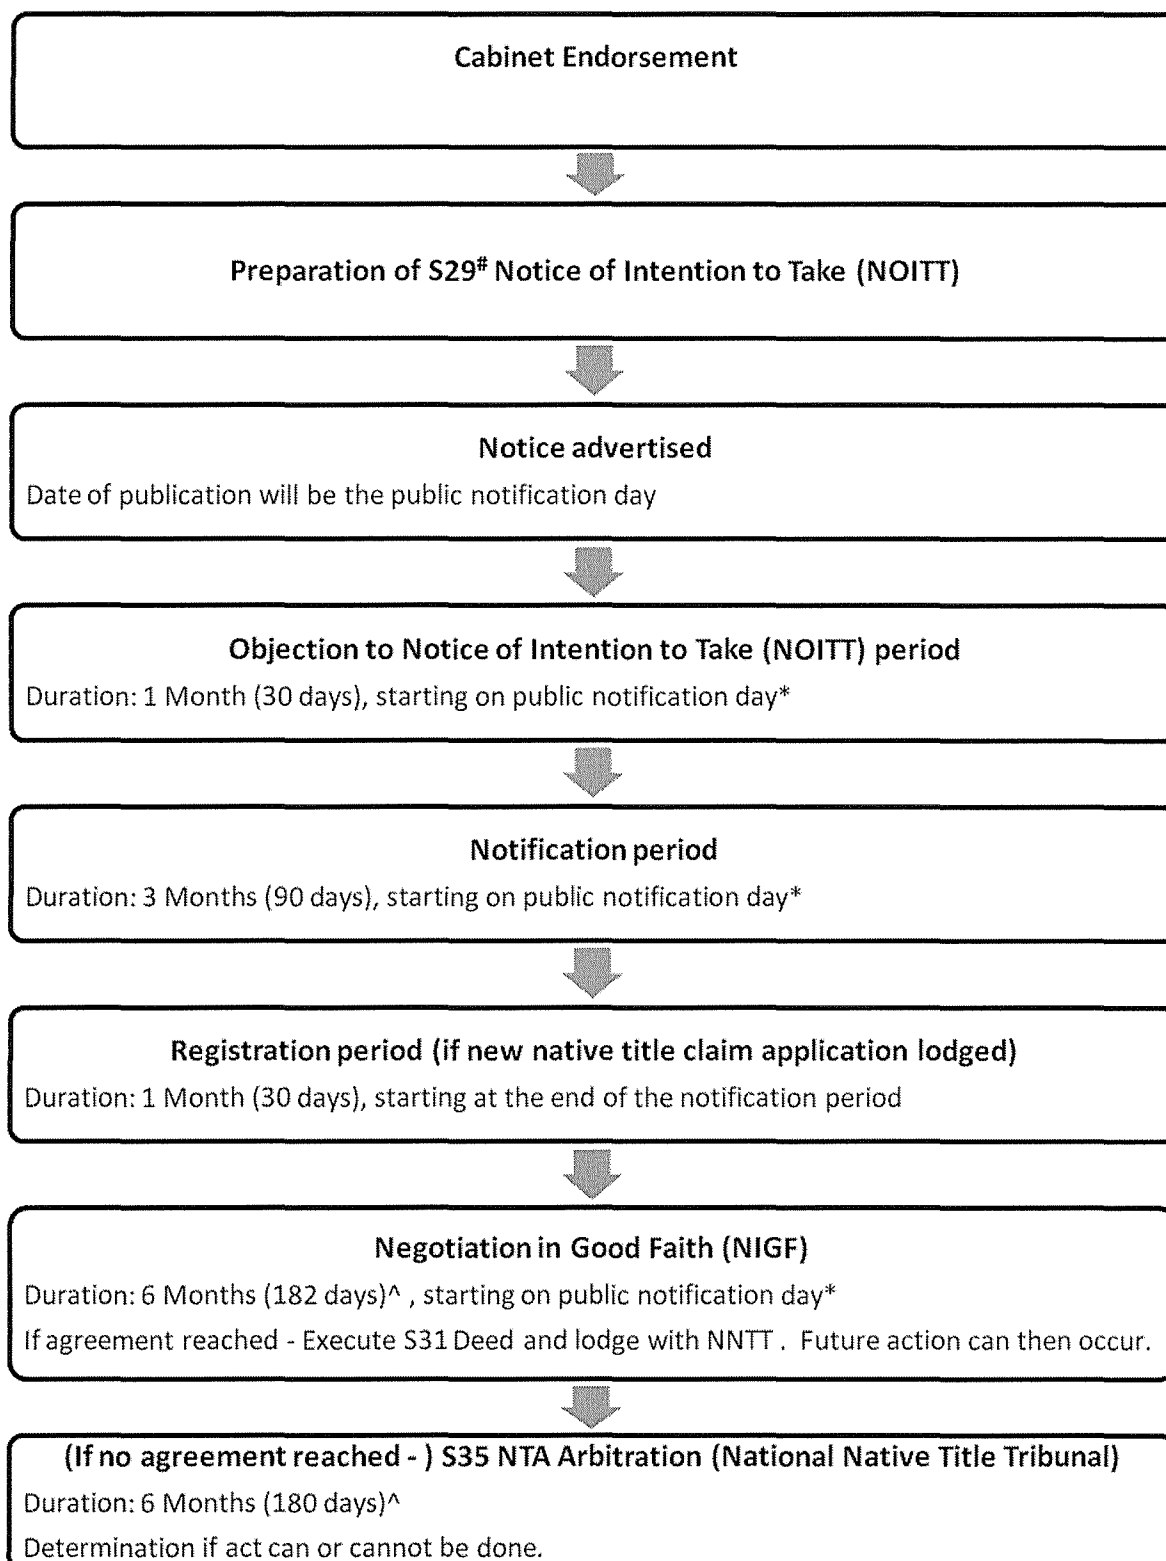 Cabinet Endorsement
Preparation of S29# Notice of Intention to Take (NOITT)
Notice advertised
Date of publication will be the public notification day
Objection to Notice of Intention to Take (NOITT) period
Duration: 1 Month (30 days), starting on public notification day*
Notification period
Duration: 3 Months (90 days), starting on public notification day*
Registration period (if new native title claim application lodged)
Duration: 1 Month (30 days), starting at the end of the notification period
Negotiation in Good Faith (NIGF)
Duration: 6 Months (182 days)^ , starting on public notification day*
If agreement reached - Execute S31 Deed and lodge with NNTT . Future action can then occur.
(If no agreement reached - ) S35 NTA Arbitration (National Native Title Tribunal)
Duration: 6 Months (180 days)^
Determination if act can or cannot be done.